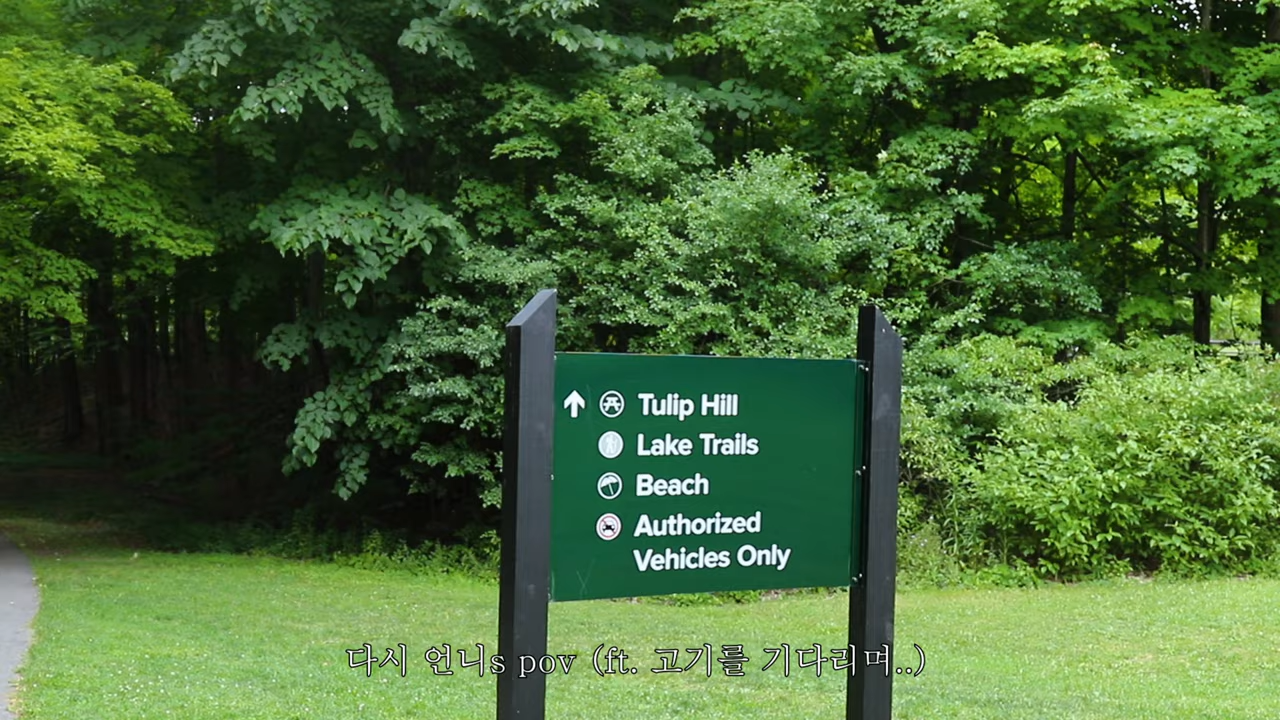 Tulip Hill
Lake Trails
Beach
Authorized
Vehicles Only
다시 언니s pov (ft. 고기를 기다리며..)